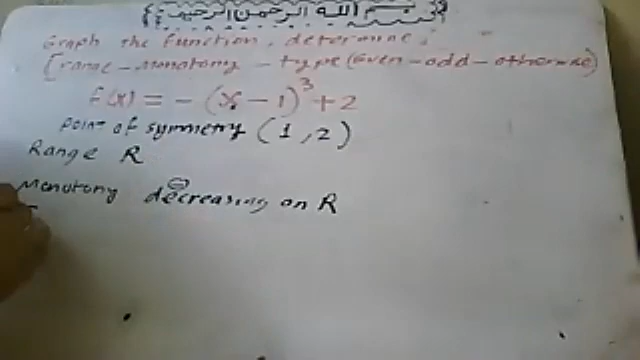 بسم الله الرحمن الرحيم
Graph the function, determine:
[range - Monotony - type (Even - odd - otherwise)
f(x) = - (x - 1)³ + 2
point of symmetry (1, 2)
Range R
Monotony decreasing on R